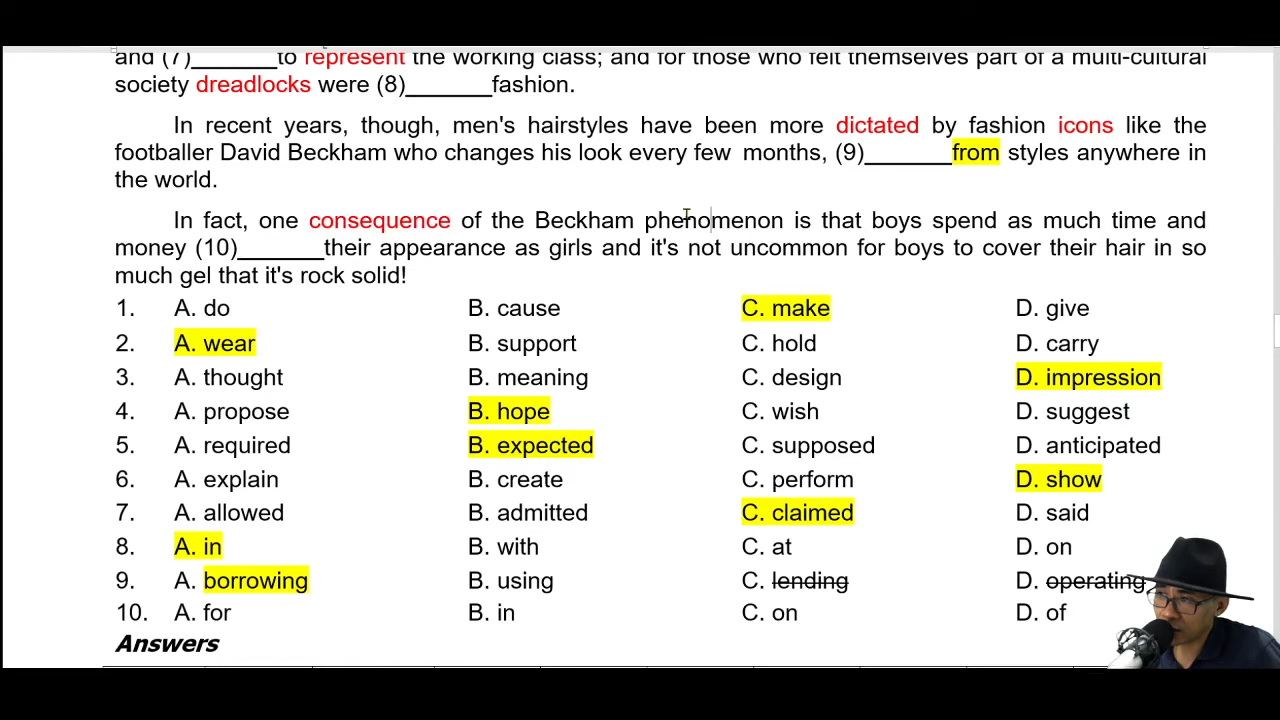 and (7)_______to represent the working class; and for those who felt themselves part of a multi-cultural
society dreadlocks were (8)_______fashion.
In recent years, though, men's hairstyles have been more dictated by fashion icons like the
footballer David Beckham who changes his look every few months, (9)_______from styles anywhere in
the world.
In fact, one consequence of the Beckham phenomenon is that boys spend as much time and
money (10)_______their appearance as girls and it's not uncommon for boys to cover their hair in so
much gel that it's rock solid!
1. A. do B. cause C. make D. give
2. A. wear B. support C. hold D. carry
3. A. thought B. meaning C. design D. impression
4. A. propose B. hope C. wish D. suggest
5. A. required B. expected C. supposed D. anticipated
6. A. explain B. create C. perform D. show
7. A. allowed B. admitted C. claimed D. said
8. A. in B. with C. at D. on
9. A. borrowing B. using C. lending D. operating
10. A. for B. in C. on D. of
Answers